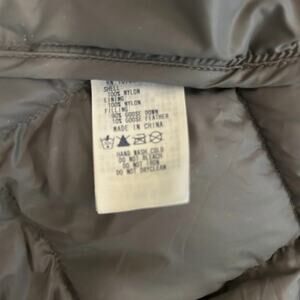 SHELL
100% NYLON
LINING
100% NYLON
FILLING
90% GOOSE DOWN
10% GOOSE FEATHER
MADE IN CHINA
HAND WASH COLD
DO NOT BLEACH
DO NOT IRON
DO NOT DRYCLEAN